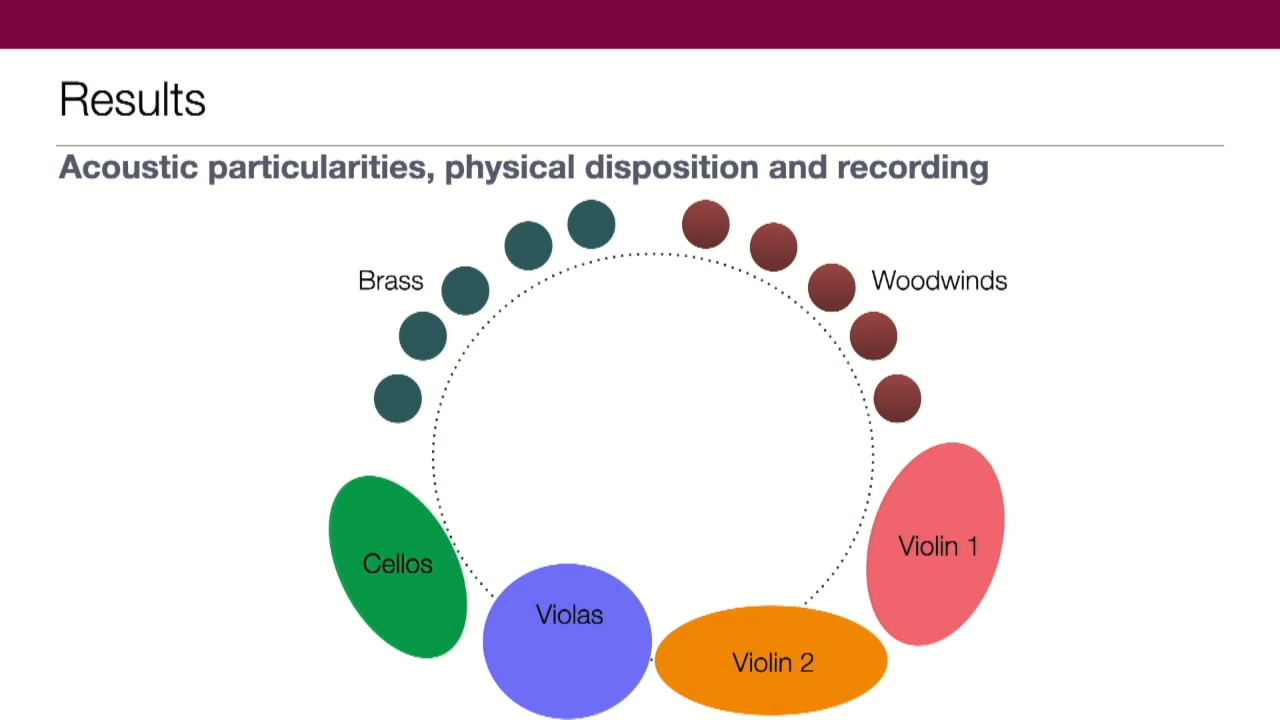 Results
Acoustic particularities, physical disposition and recording
Brass
Woodwinds
Violin 1
Cellos
Violas
Violin 2